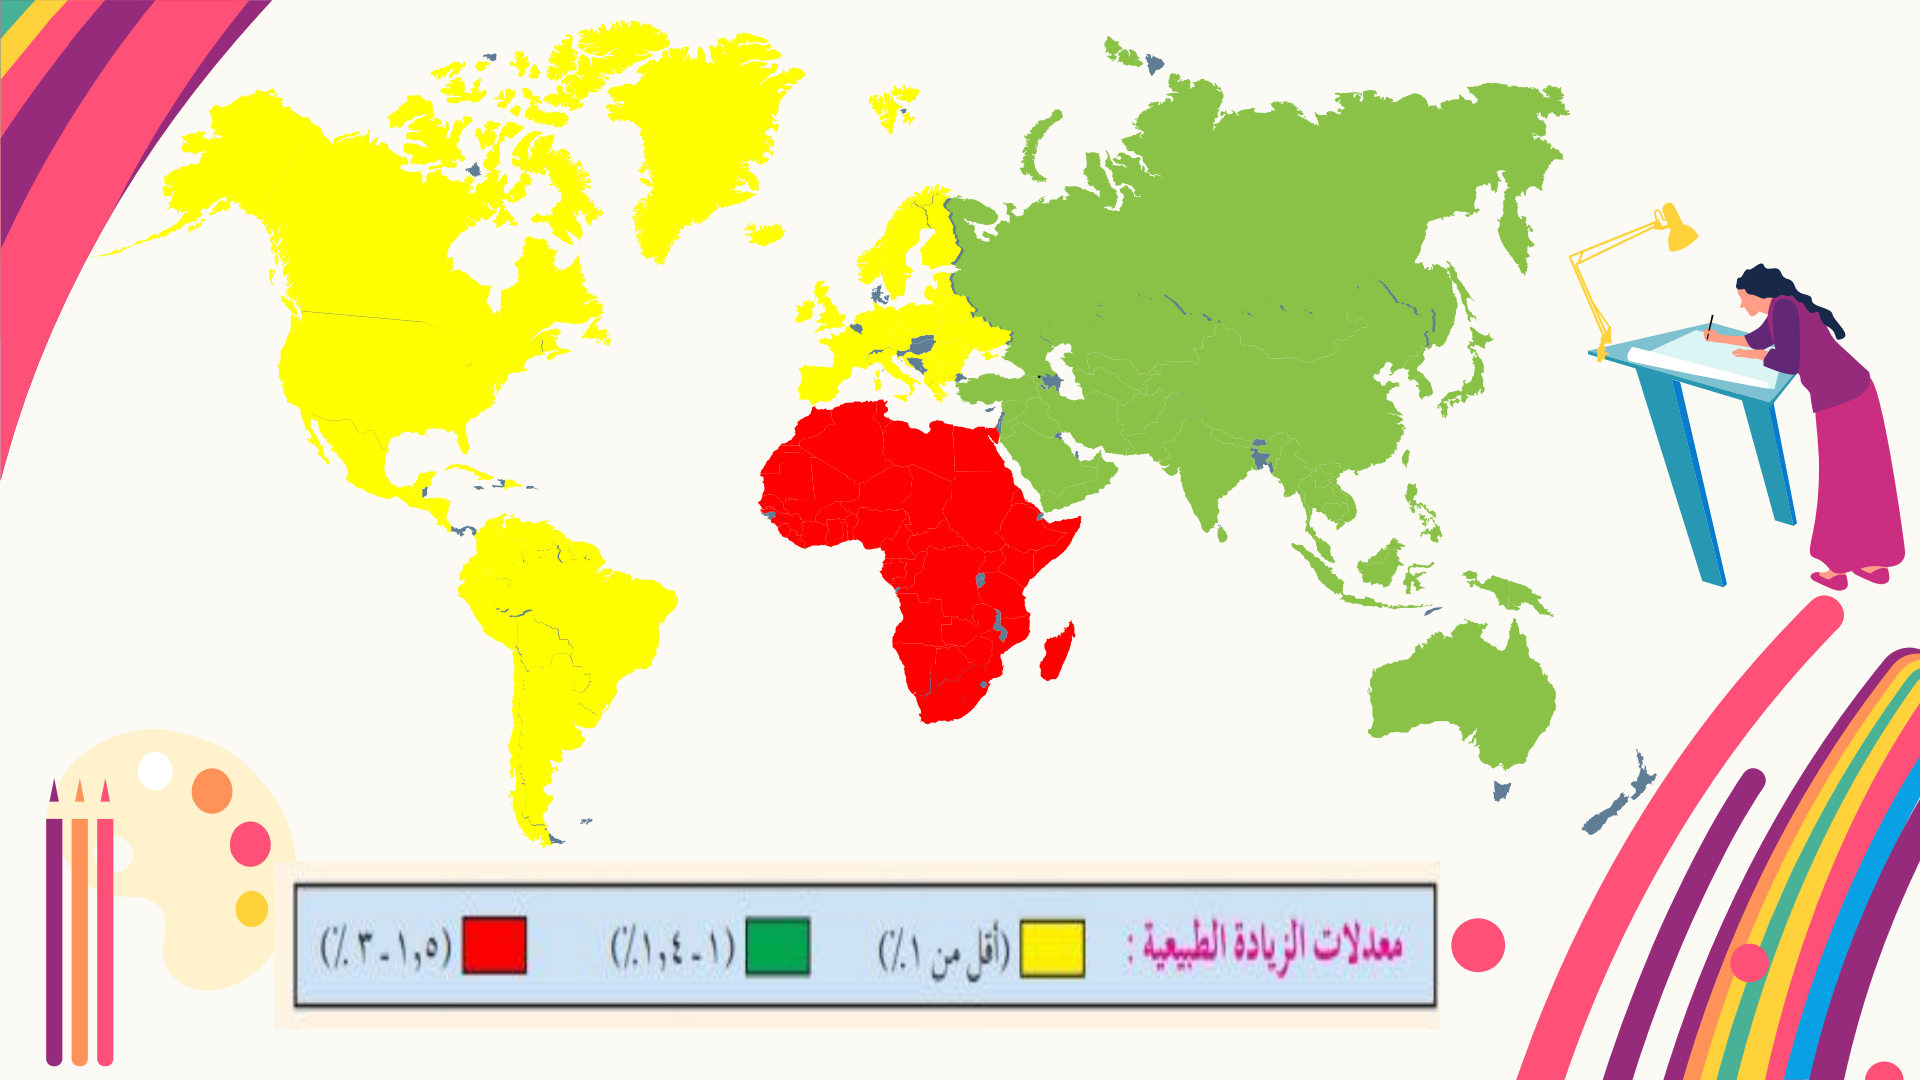 معدلات الزيادة الطبيعية : (أقل من ١٪) (١ - ١,٤٪) (١,٥ - ٣ ٪)